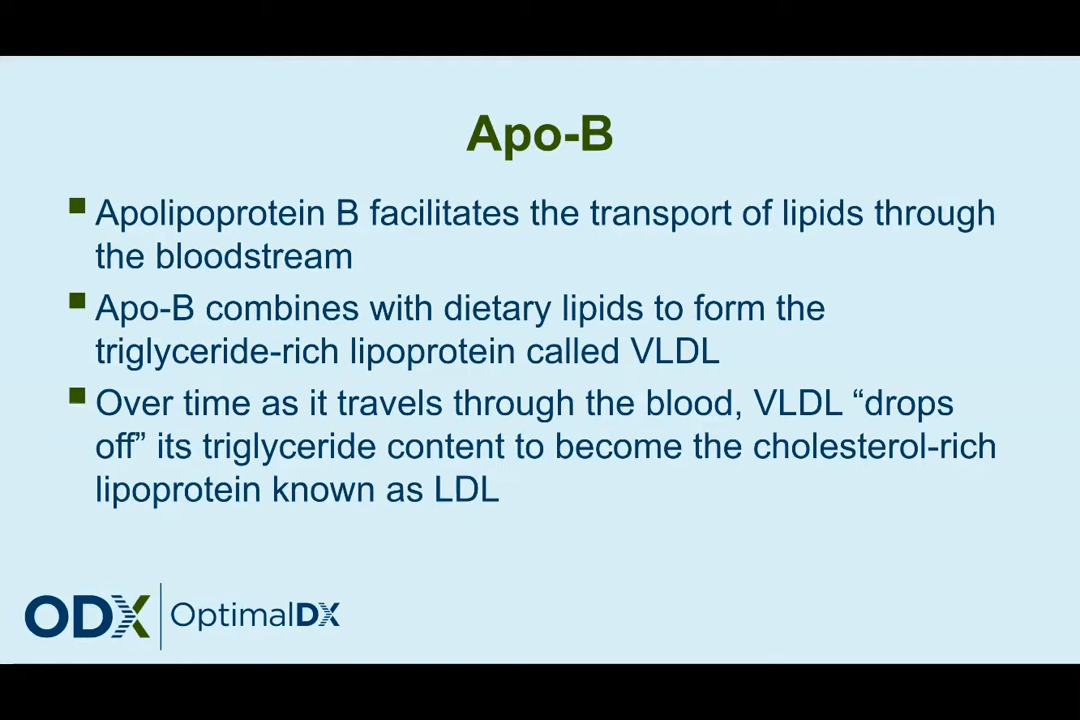 Apo-B
Apolipoprotein B facilitates the transport of lipids through
the bloodstream
Apo-B combines with dietary lipids to form the
triglyceride-rich lipoprotein called VLDL
Over time as it travels through the blood, VLDL “drops
off” its triglyceride content to become the cholesterol-rich
lipoprotein known as LDL
ODX | OptimalDX